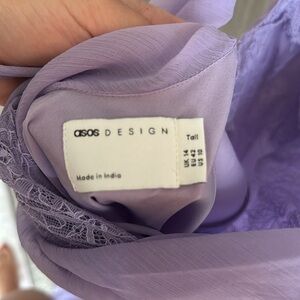 asos DESIGN
Made in India
Tall
UK 14
EU 42
US 10